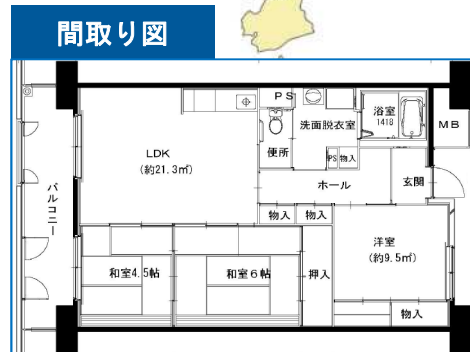 間取り図
PS
浴室
1418
洗面脱衣室
MB
便所
PS 物入
LDK
(約21.3㎡)
ホール
玄関
バルコニー
物入 物入
洋室
(約9.5㎡)
和室4.5帖
和室6帖
押入
物入